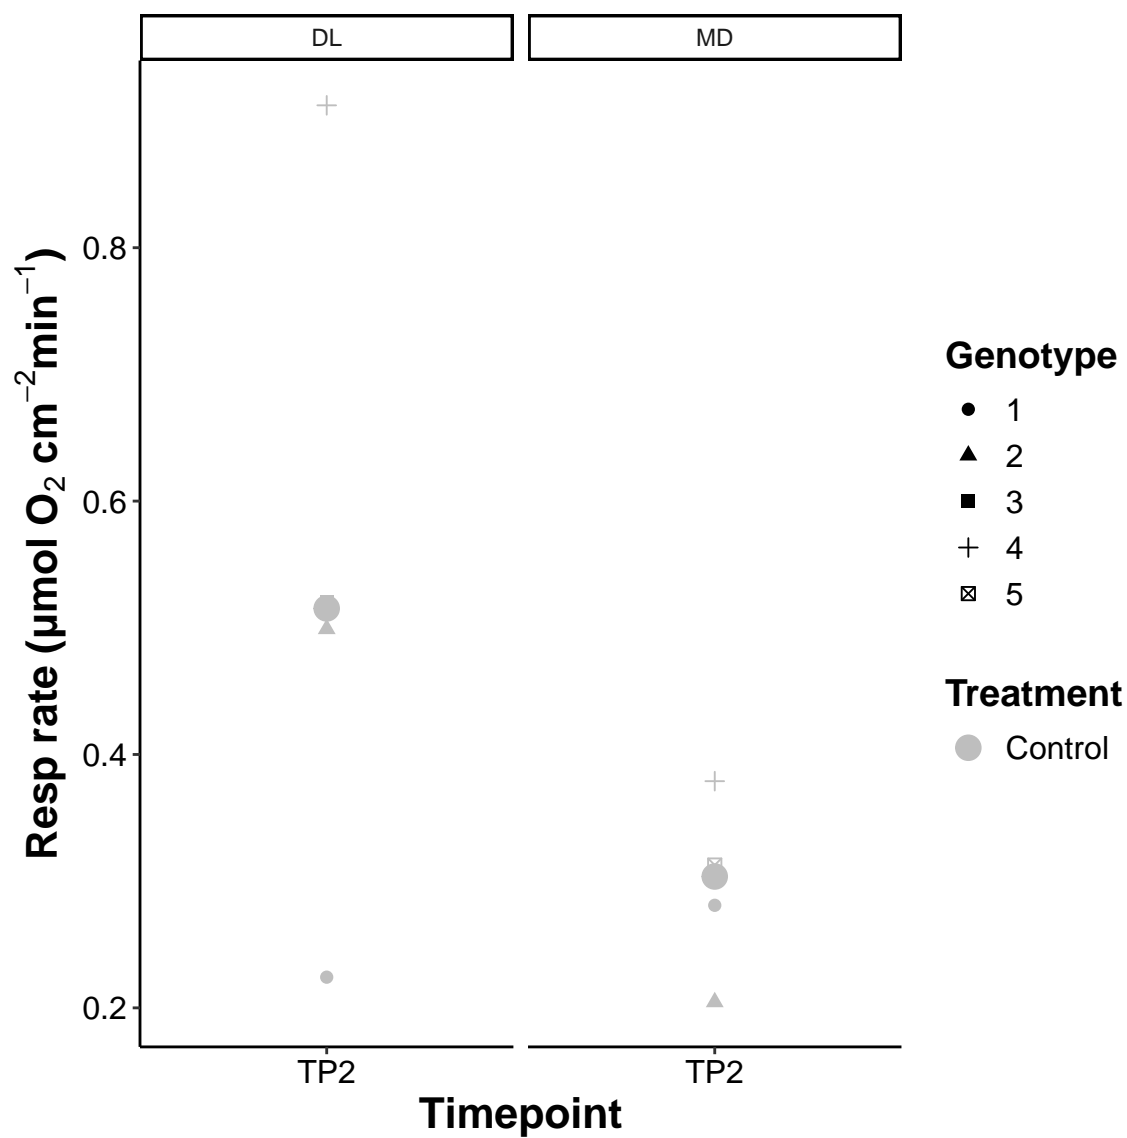 DL
MD
Resp rate (μmol O₂ cm⁻²min⁻¹)
0.8
0.6
0.4
0.2
TP2
TP2
Timepoint
Genotype
1
2
3
4
5
Treatment
Control